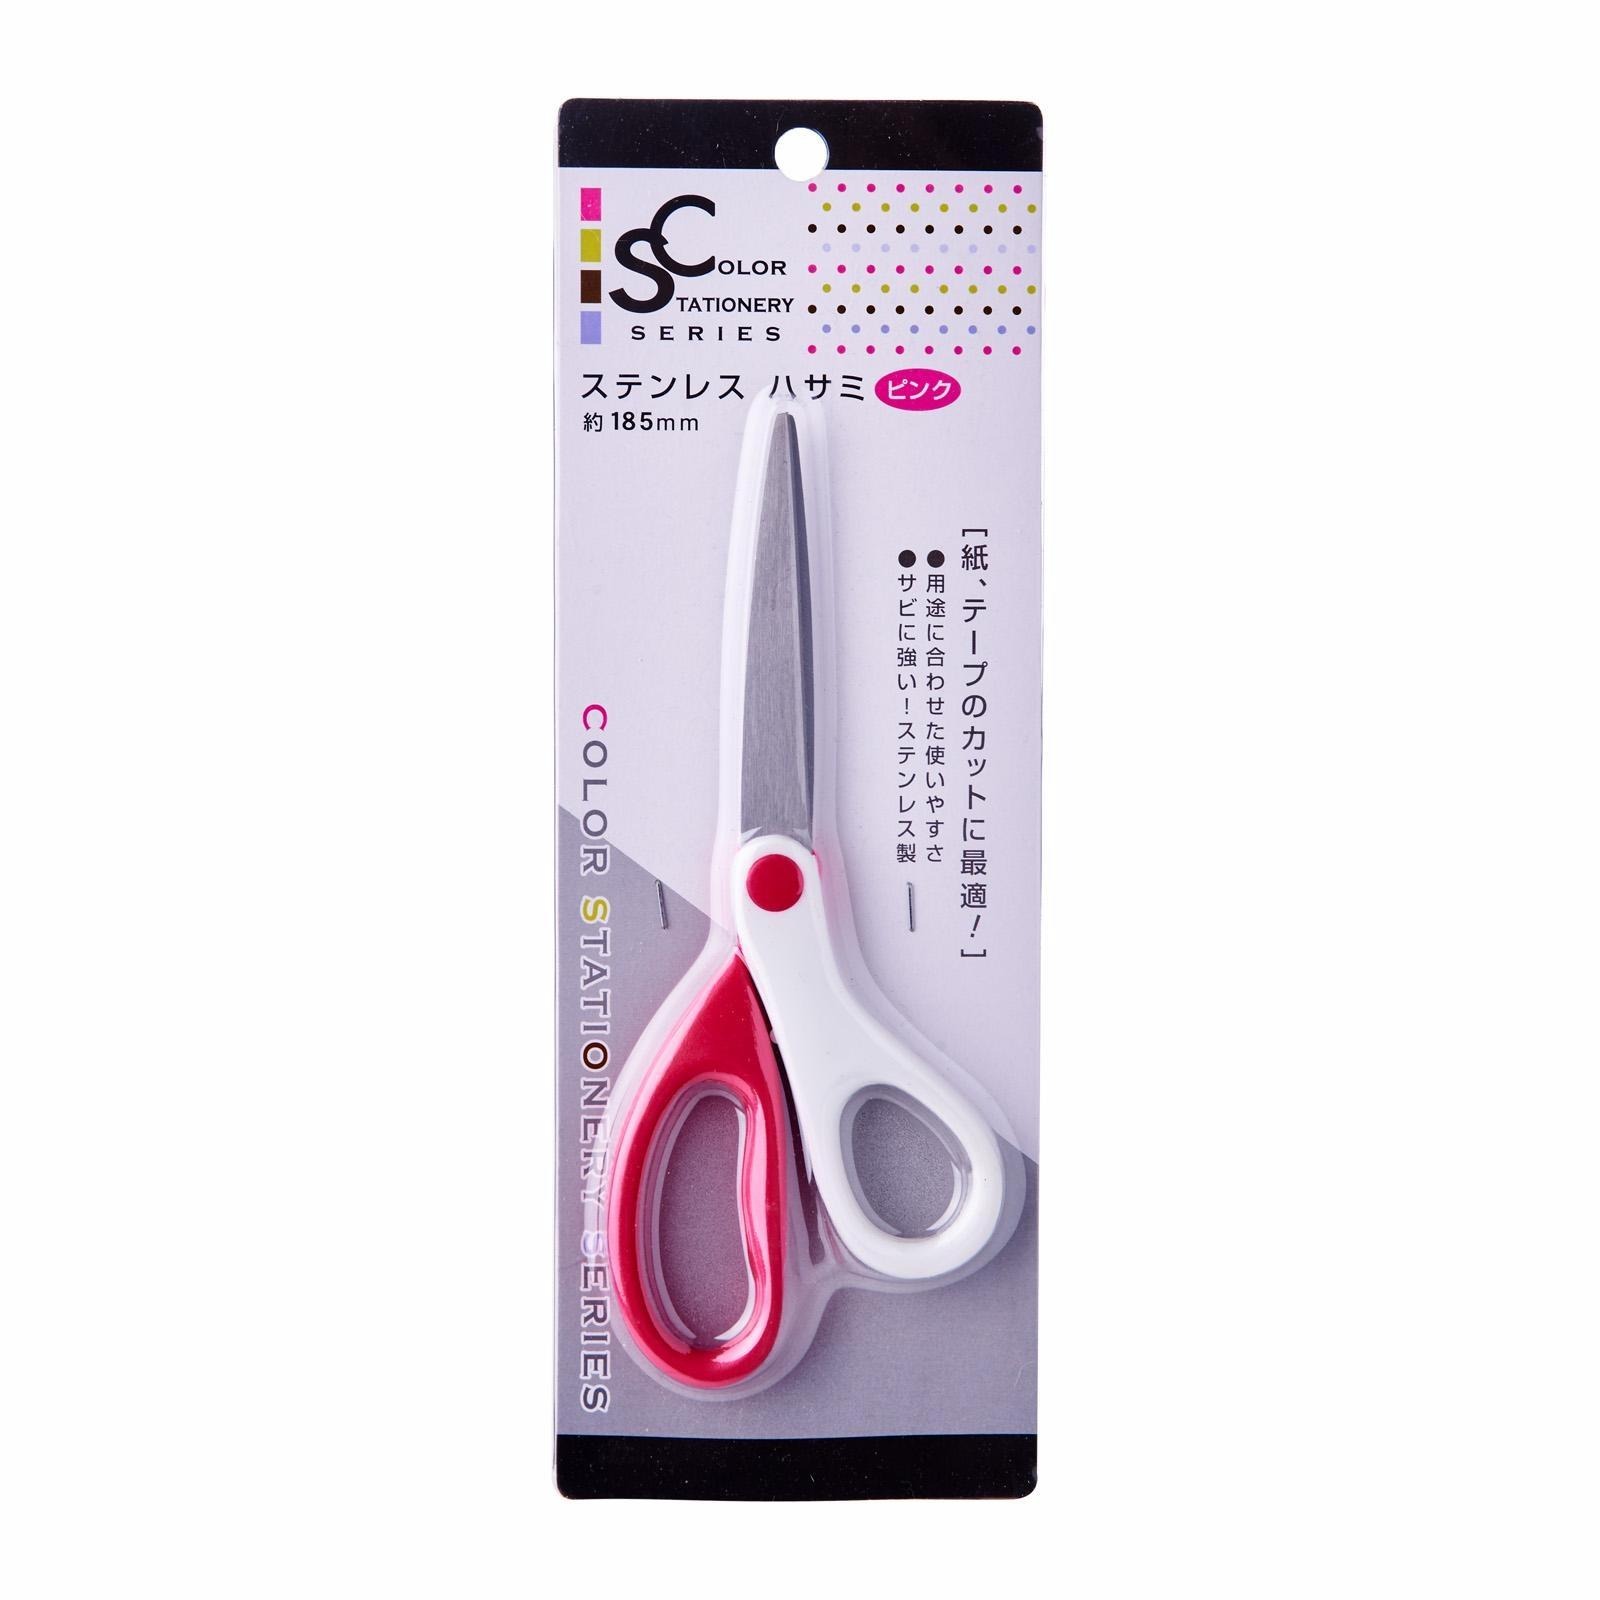 COLOR
STATIONERY
SERIES
ステンレス ハサミ ピンク
約185mm
[紙、テープのカットに最適!]
●用途に合わせた使いやすさ
●サビに強い!ステンレス製
COLOR STATIONERY SERIES